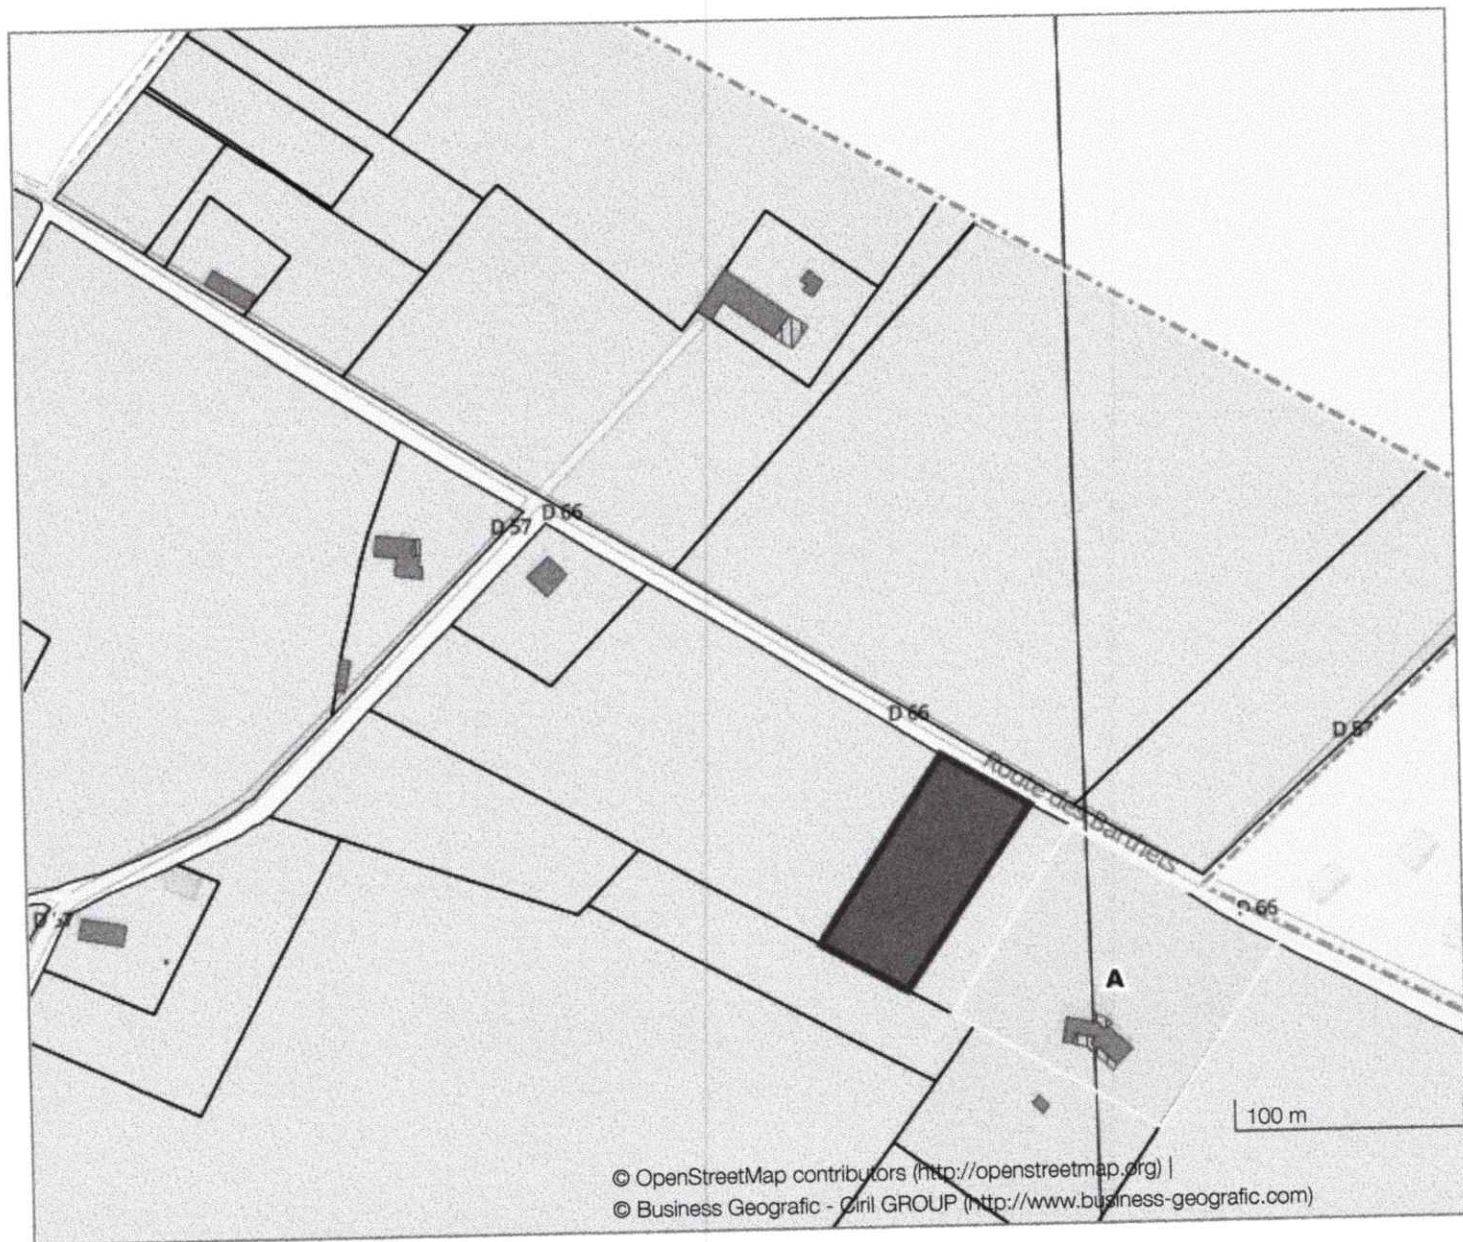 D 66
D 57
D 66
D 57
Route des Barthets
D 66
D 57
A
100 m
© OpenStreetMap contributors (http://openstreetmap.org) |
© Business Geografic - Ciril GROUP (http://www.business-geografic.com)